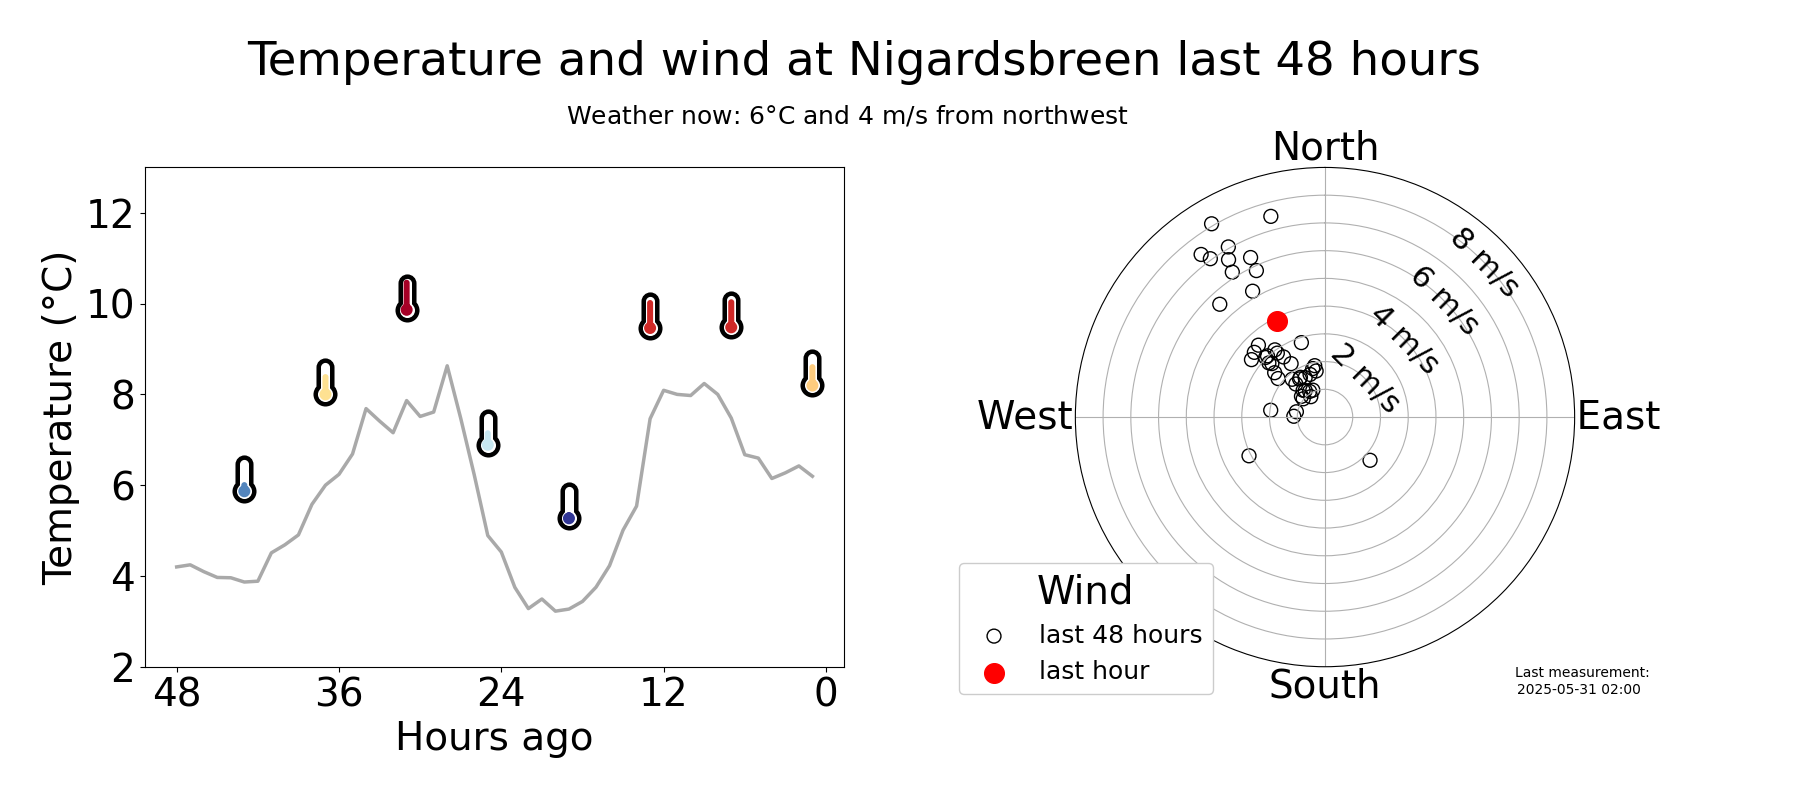 Temperature and wind at Nigardsbreen last 48 hours
Weather now: 6°C and 4 m/s from northwest
Temperature (°C)
12
10
8
6
4
2
48 36 24 12 0
Hours ago
North
West
East
South
8 m/s
6 m/s
4 m/s
2 m/s
Wind
last 48 hours
last hour
Last measurement:
2025-05-31 02:00